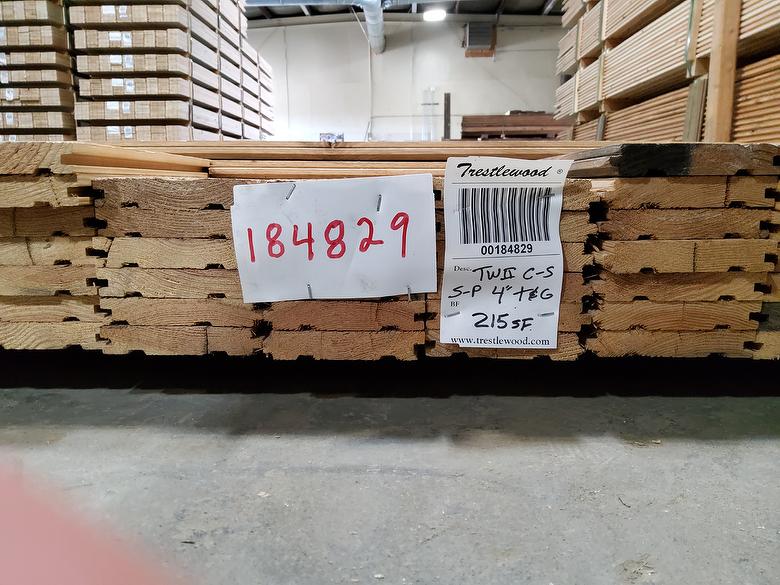 184829
Trestlewood ®
00184829
Desc. TWII C-S
S-P 4" T&G
BF
215 SF
www.trestlewood.com